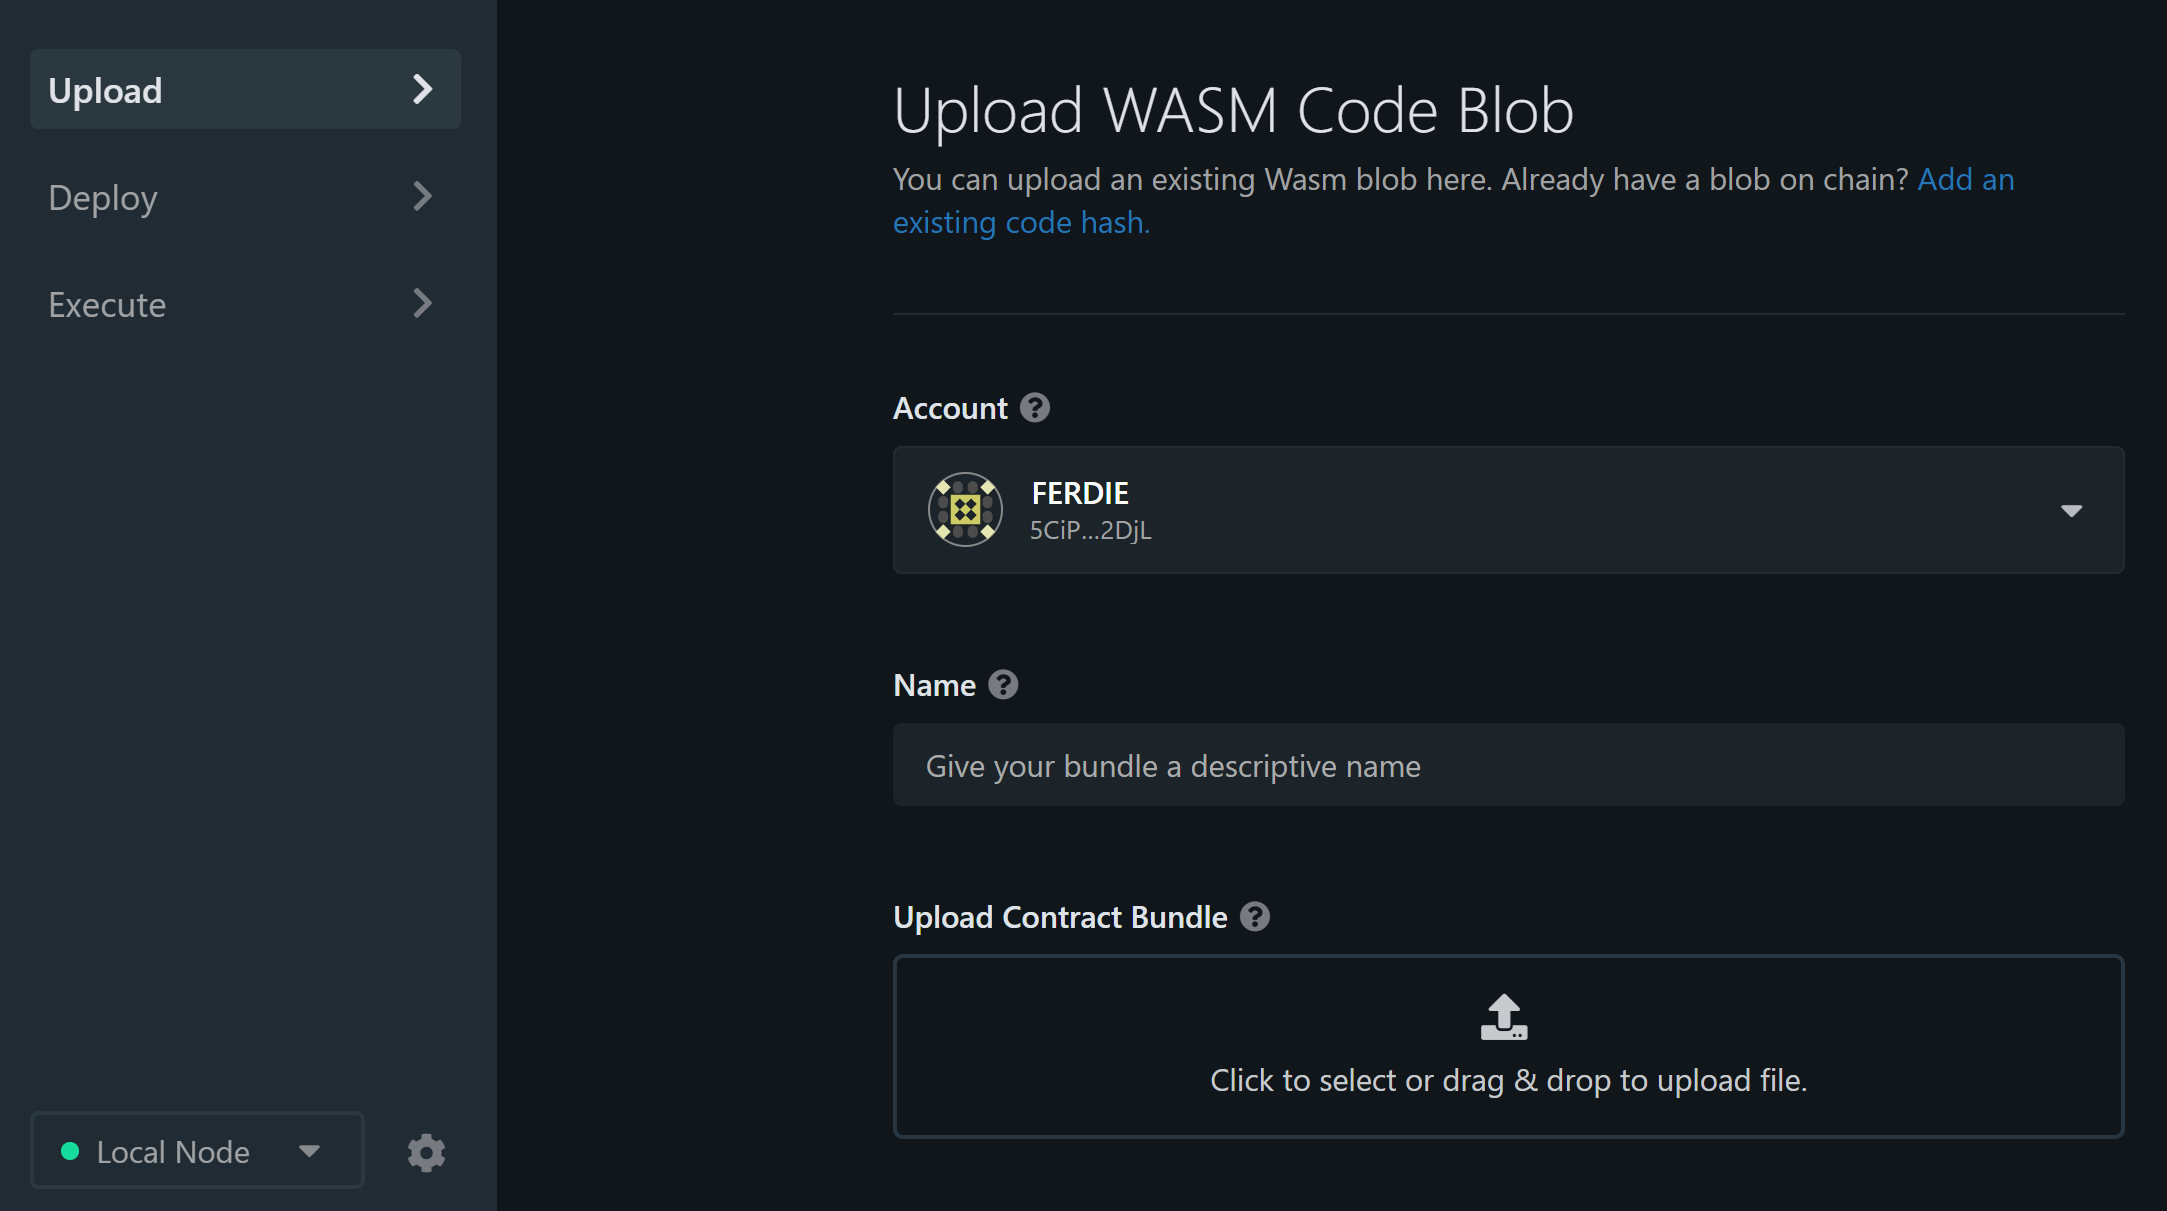 Upload
Deploy
Execute
Local Node
Upload WASM Code Blob
You can upload an existing Wasm blob here. Already have a blob on chain? Add an
existing code hash.
Account
FERDIE
5CiP...2DjL
Name
Give your bundle a descriptive name
Upload Contract Bundle
Click to select or drag & drop to upload file.